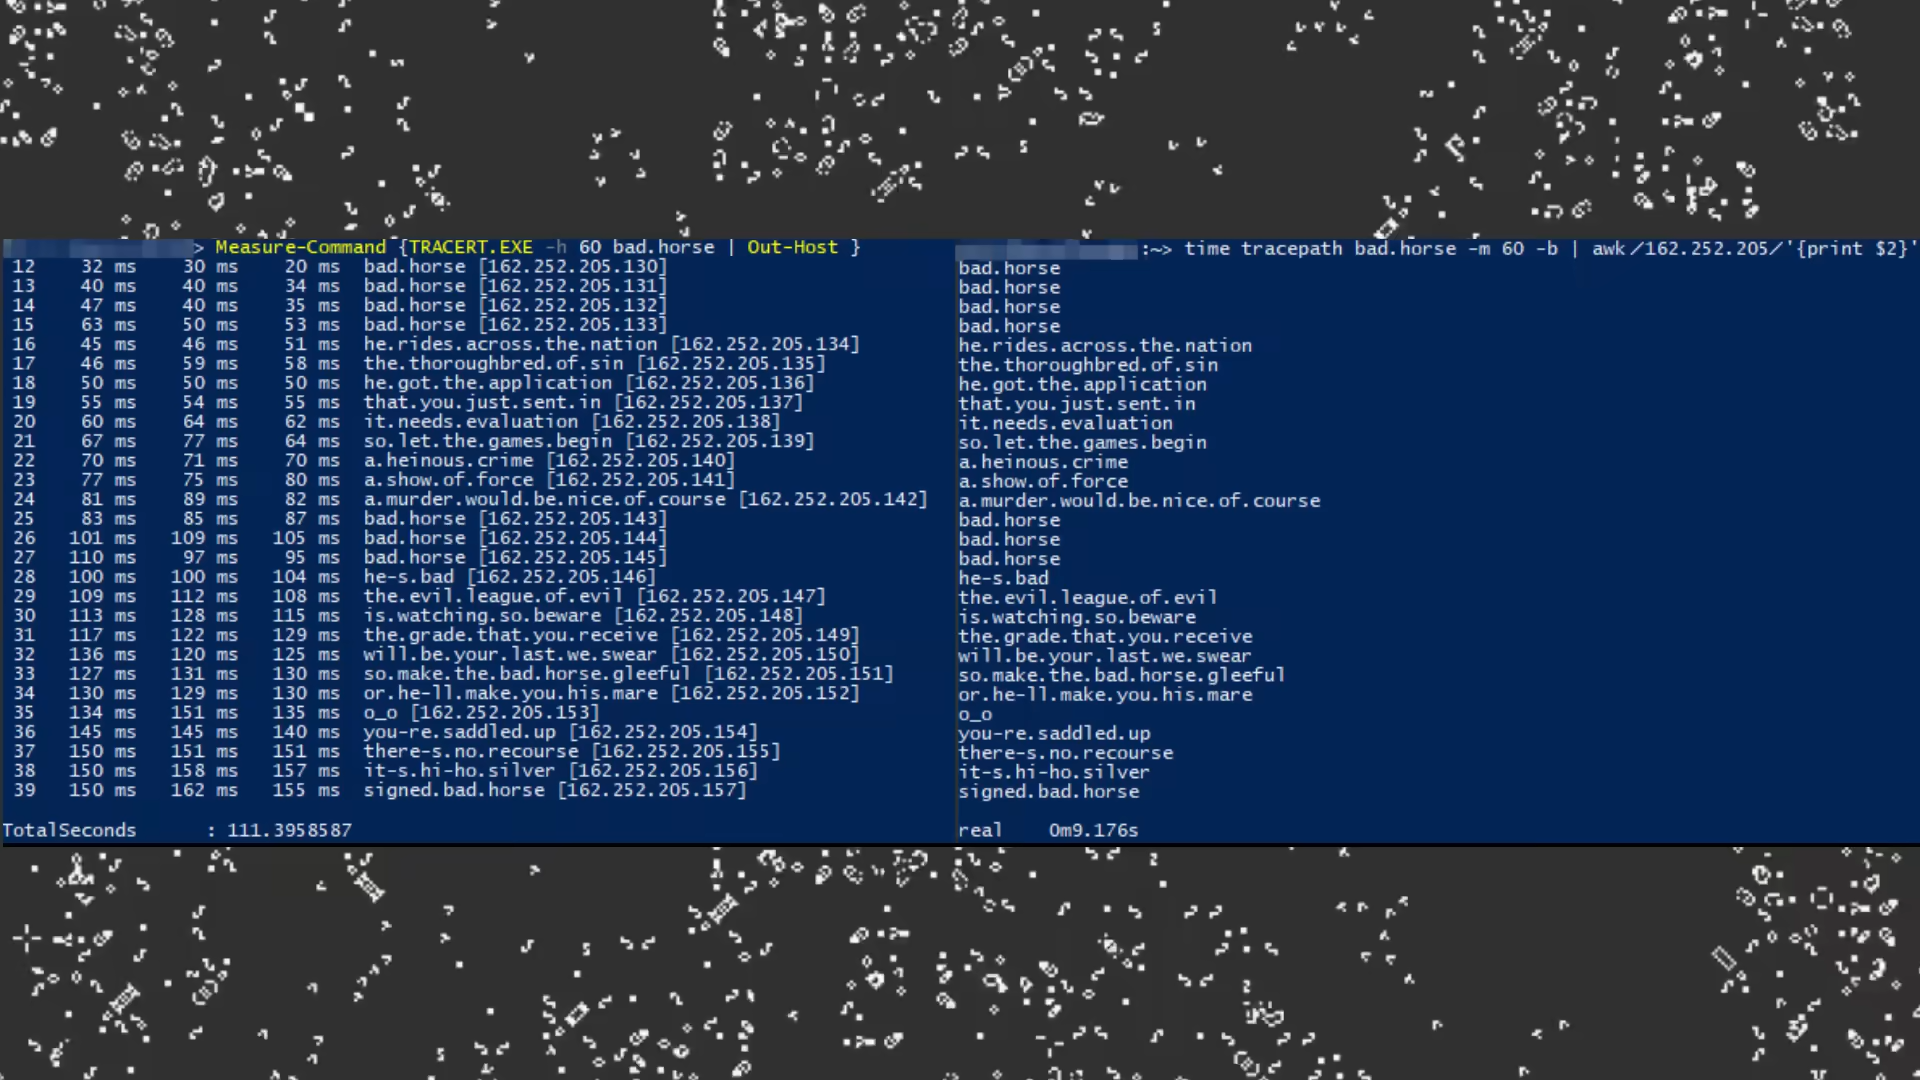 > Measure-Command {TRACERT.EXE -h 60 bad.horse | Out-Host }
12 32 ms 30 ms 20 ms bad.horse [162.252.205.130]
13 40 ms 40 ms 34 ms bad.horse [162.252.205.131]
14 47 ms 40 ms 35 ms bad.horse [162.252.205.132]
15 63 ms 50 ms 53 ms bad.horse [162.252.205.133]
16 45 ms 46 ms 51 ms he.rides.across.the.nation [162.252.205.134]
17 46 ms 59 ms 58 ms the.thoroughbred.of.sin [162.252.205.135]
18 50 ms 50 ms 50 ms he.got.the.application [162.252.205.136]
19 55 ms 54 ms 55 ms that.you.just.sent.in [162.252.205.137]
20 60 ms 64 ms 62 ms it.needs.evaluation [162.252.205.138]
21 67 ms 77 ms 64 ms so.let.the.games.begin [162.252.205.139]
22 70 ms 71 ms 70 ms a.heinous.crime [162.252.205.140]
23 77 ms 75 ms 80 ms a.show.of.force [162.252.205.141]
24 81 ms 89 ms 82 ms a.murder.would.be.nice.of.course [162.252.205.142]
25 83 ms 85 ms 87 ms bad.horse [162.252.205.143]
26 101 ms 109 ms 105 ms bad.horse [162.252.205.144]
27 110 ms 97 ms 95 ms bad.horse [162.252.205.145]
28 100 ms 100 ms 104 ms he-s.bad [162.252.205.146]
29 109 ms 112 ms 108 ms the.evil.league.of.evil [162.252.205.147]
30 113 ms 128 ms 115 ms is.watching.so.beware [162.252.205.148]
31 117 ms 122 ms 129 ms the.grade.that.you.receive [162.252.205.149]
32 136 ms 120 ms 125 ms will.be.your.last.we.swear [162.252.205.150]
33 127 ms 131 ms 130 ms so.make.the.bad.horse.gleeful [162.252.205.151]
34 130 ms 129 ms 130 ms or.he-ll.make.you.his.mare [162.252.205.152]
35 134 ms 151 ms 135 ms o_o [162.252.205.153]
36 145 ms 145 ms 140 ms you-re.saddled.up [162.252.205.154]
37 150 ms 151 ms 151 ms there-s.no.recourse [162.252.205.155]
38 150 ms 158 ms 157 ms it-s.hi-ho.silver [162.252.205.156]
39 150 ms 162 ms 155 ms signed.bad.horse [162.252.205.157]
TotalSeconds : 111.3958587
:~> time tracepath bad.horse -m 60 -b | awk /162.252.205/'{print $2}'
bad.horse
bad.horse
bad.horse
bad.horse
he.rides.across.the.nation
the.thoroughbred.of.sin
he.got.the.application
that.you.just.sent.in
it.needs.evaluation
so.let.the.games.begin
a.heinous.crime
a.show.of.force
a.murder.would.be.nice.of.course
bad.horse
bad.horse
bad.horse
he-s.bad
the.evil.league.of.evil
is.watching.so.beware
the.grade.that.you.receive
will.be.your.last.we.swear
so.make.the.bad.horse.gleeful
or.he-ll.make.you.his.mare
o_o
you-re.saddled.up
there-s.no.recourse
it-s.hi-ho.silver
signed.bad.horse
real 0m9.176s